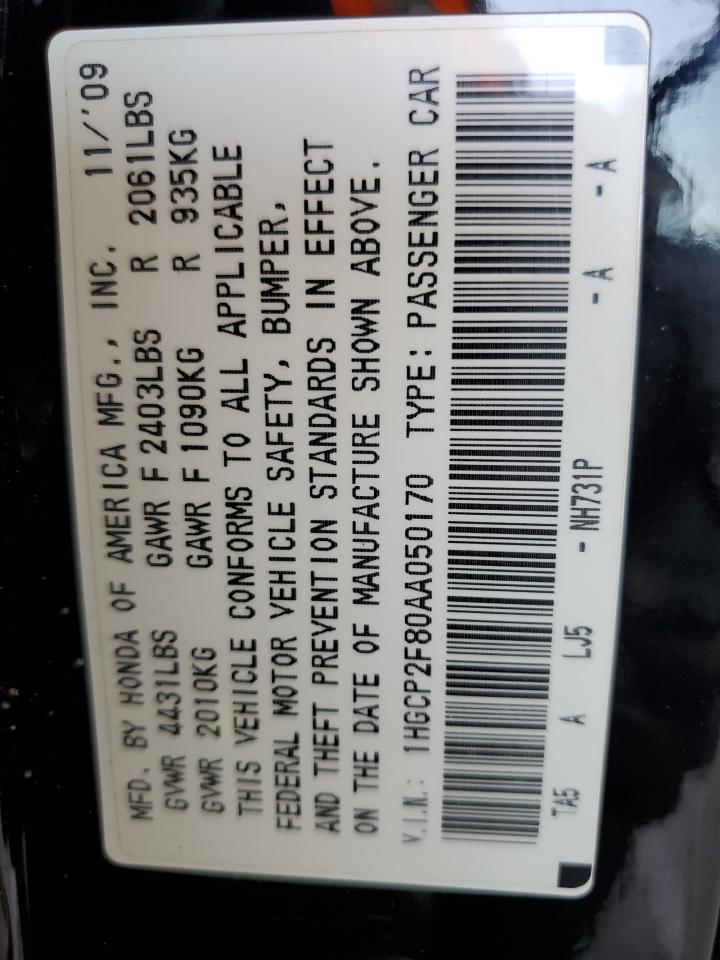 MFD. BY HONDA OF AMERICA MFG., INC. 11/'09
GVWR 4431LBS GAWR F 2403LBS R 2061LBS
GVWR 2010KG GAWR F 1090KG R 935KG
THIS VEHICLE CONFORMS TO ALL APPLICABLE
FEDERAL MOTOR VEHICLE SAFETY, BUMPER,
AND THEFT PREVENTION STANDARDS IN EFFECT
ON THE DATE OF MANUFACTURE SHOWN ABOVE.
V.I.N.: 1HGCP2F80AA050170 TYPE: PASSENGER CAR
TA5 A LJ5 - NH731P - A - A